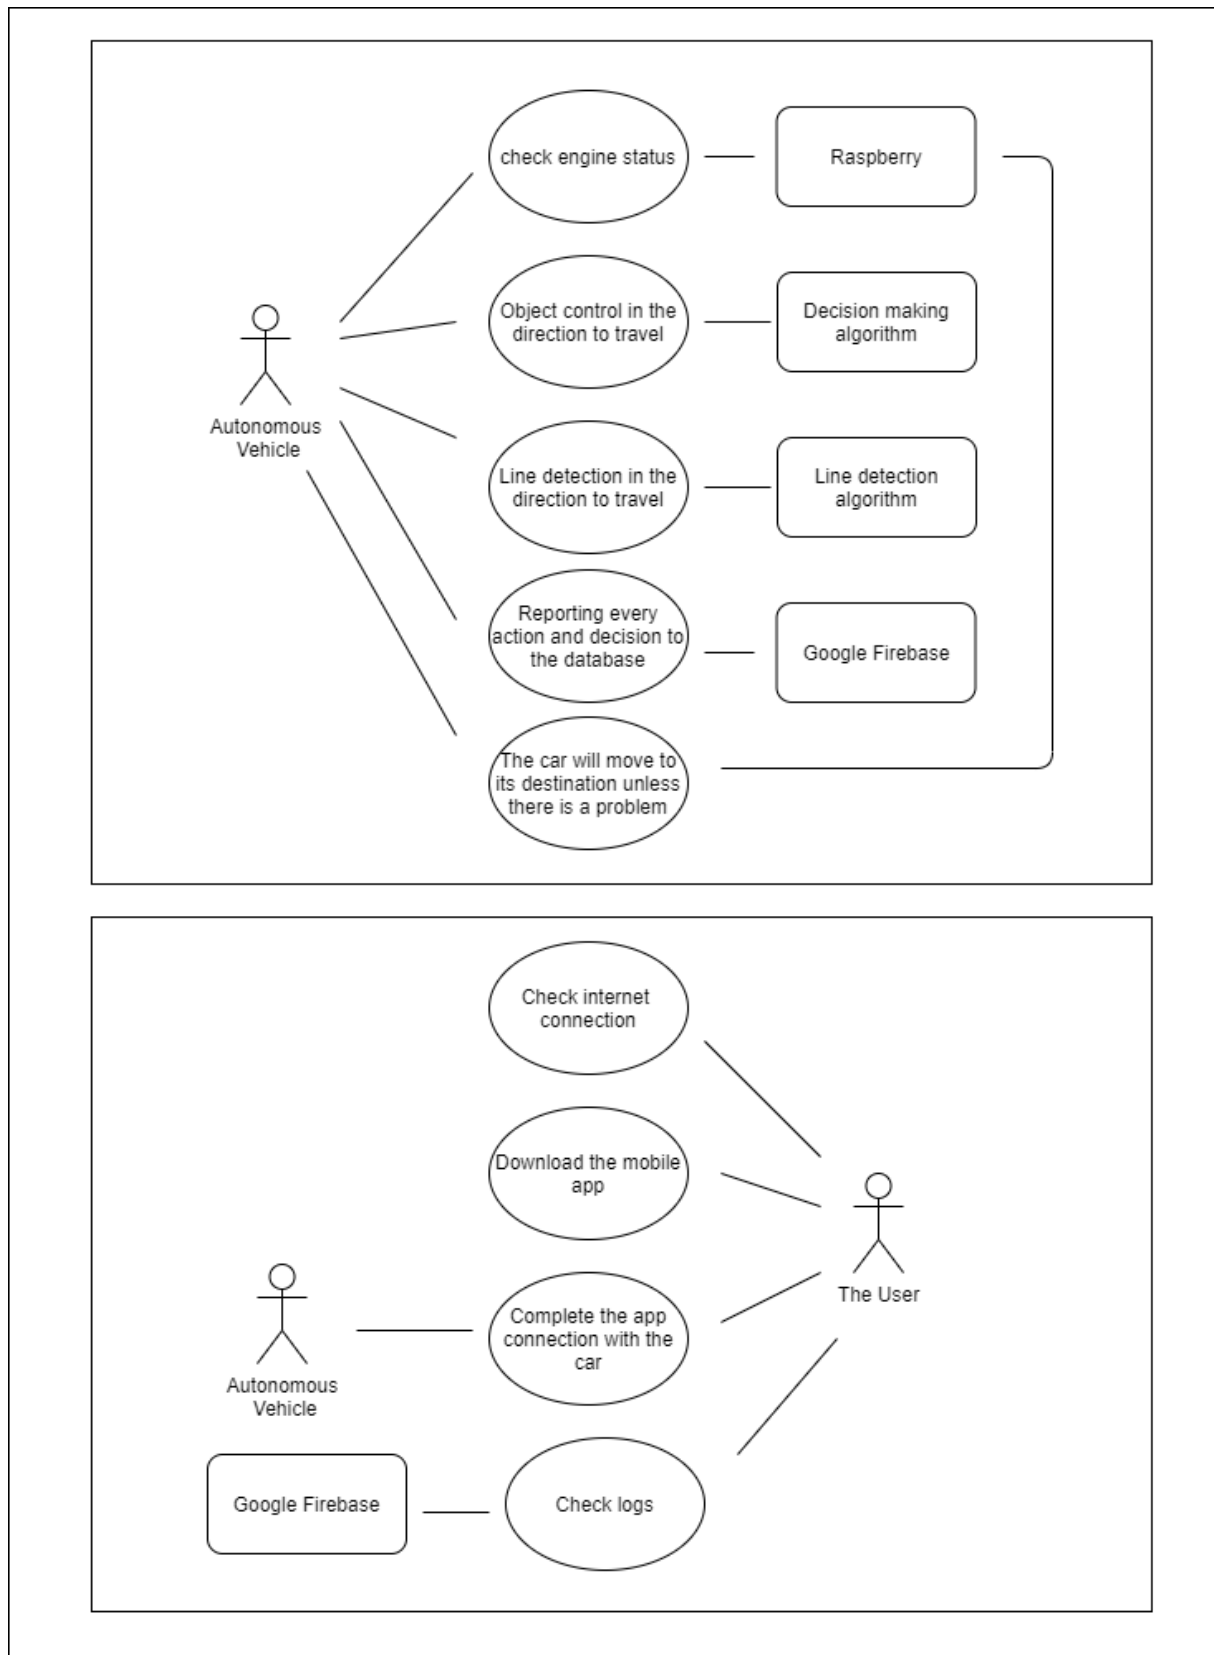 check engine status
Raspberry
Object control in the
direction to travel
Decision making
algorithm
Autonomous
Vehicle
Line detection in the
direction to travel
Line detection
algorithm
Reporting every
action and decision to
the database
Google Firebase
The car will move to
its destination unless
there is a problem
Check internet
connection
Download the mobile
app
The User
Complete the app
connection with the
car
Autonomous
Vehicle
Google Firebase
Check logs